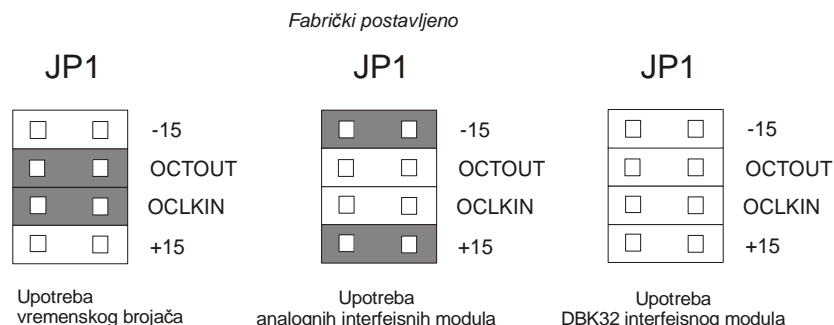 Fabrički postavljeno
JP1
-15
OCTOUT
OCLKIN
+15
Upotreba
vremenskog brojača
JP1
-15
OCTOUT
OCLKIN
+15
Upotreba
analognih interfejsnih modula
JP1
-15
OCTOUT
OCLKIN
+15
Upotreba
DBK32 interfejsnog modula